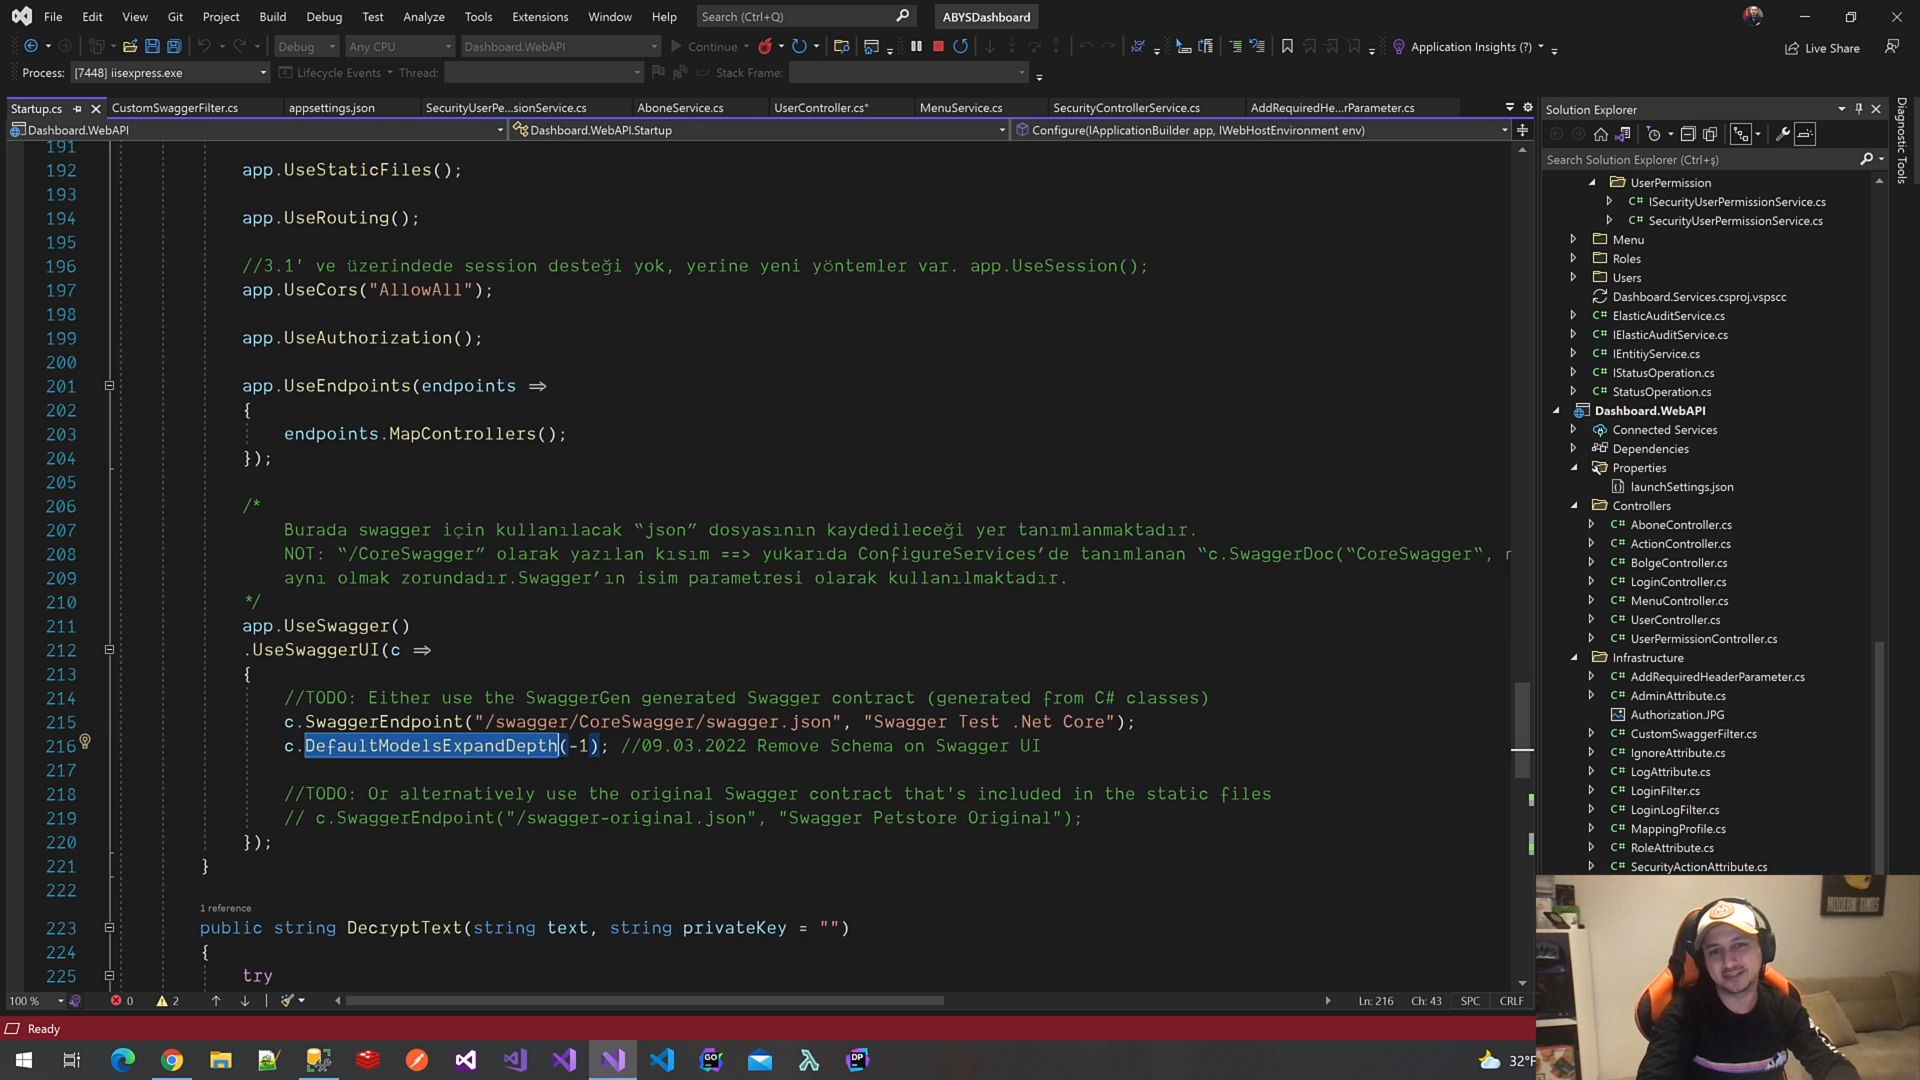 File Edit View Git Project Build Debug Test Analyze Tools Extensions Window Help Search (Ctrl+Q) ABYSDashboard
Debug Any CPU Dashboard.WebAPI Continue Application Insights (?) Live Share
Process: [7448] iisexpress.exe Lifecycle Events Thread: Stack Frame:
Startup.cs CustomSwaggerFilter.cs appsettings.json SecurityUserPe...sionService.cs AboneService.cs UserController.cs* MenuService.cs SecurityControllerService.cs AddRequiredHe...rParameter.cs
Dashboard.WebAPI Dashboard.WebAPI.Startup Configure(IApplicationBuilder app, IWebHostEnvironment env)
191
192 app.UseStaticFiles();
193
194 app.UseRouting();
195
196 //3.1' ve üzerindede session desteği yok, yerine yeni yöntemler var. app.UseSession();
197 app.UseCors("AllowAll");
198
199 app.UseAuthorization();
200
201 app.UseEndpoints(endpoints =>
202 {
203 endpoints.MapControllers();
204 });
205
206 /*
207 Burada swagger için kullanılacak “json” dosyasının kaydedileceği yer tanımlanmaktadır.
208 NOT: “/CoreSwagger” olarak yazılan kısım ==> yukarıda ConfigureServices’de tanımlanan “c.SwaggerDoc(“CoreSwagger“,
209 aynı olmak zorundadır.Swagger’ın isim parametresi olarak kullanılmaktadır.
210 */
211 app.UseSwagger()
212 .UseSwaggerUI(c =>
213 {
214 //TODO: Either use the SwaggerGen generated Swagger contract (generated from C# classes)
215 c.SwaggerEndpoint("/swagger/CoreSwagger/swagger.json", "Swagger Test .Net Core");
216 c.DefaultModelsExpandDepth(-1); //09.03.2022 Remove Schema on Swagger UI
217
218 //TODO: Or alternatively use the original Swagger contract that's included in the static files
219 // c.SwaggerEndpoint("/swagger-original.json", "Swagger Petstore Original");
220 });
221 }
222
1 reference
223 public string DecryptText(string text, string privateKey = "")
224 {
225 try
100 % 0 2 Ln: 216 Ch: 43 SPC CRLF
Ready
Solution Explorer
Search Solution Explorer (Ctrl+ş)
UserPermission
C# ISecurityUserPermissionService.cs
C# SecurityUserPermissionService.cs
Menu
Roles
Users
Dashboard.Services.csproj.vspscc
C# ElasticAuditService.cs
C# IElasticAuditService.cs
C# IEntitiyService.cs
C# IStatusOperation.cs
C# StatusOperation.cs
Dashboard.WebAPI
Connected Services
Dependencies
Properties
launchSettings.json
Controllers
C# AboneController.cs
C# ActionController.cs
C# BolgeController.cs
C# LoginController.cs
C# MenuController.cs
C# UserController.cs
C# UserPermissionController.cs
Infrastructure
C# AddRequiredHeaderParameter.cs
C# AdminAttribute.cs
Authorization.JPG
C# CustomSwaggerFilter.cs
C# IgnoreAttribute.cs
C# LogAttribute.cs
C# LoginFilter.cs
C# LoginLogFilter.cs
C# MappingProfile.cs
C# RoleAttribute.cs
C# SecurityActionAttribute.cs
Diagnostic Tools
MODERN TIMES
GO DP 32°F